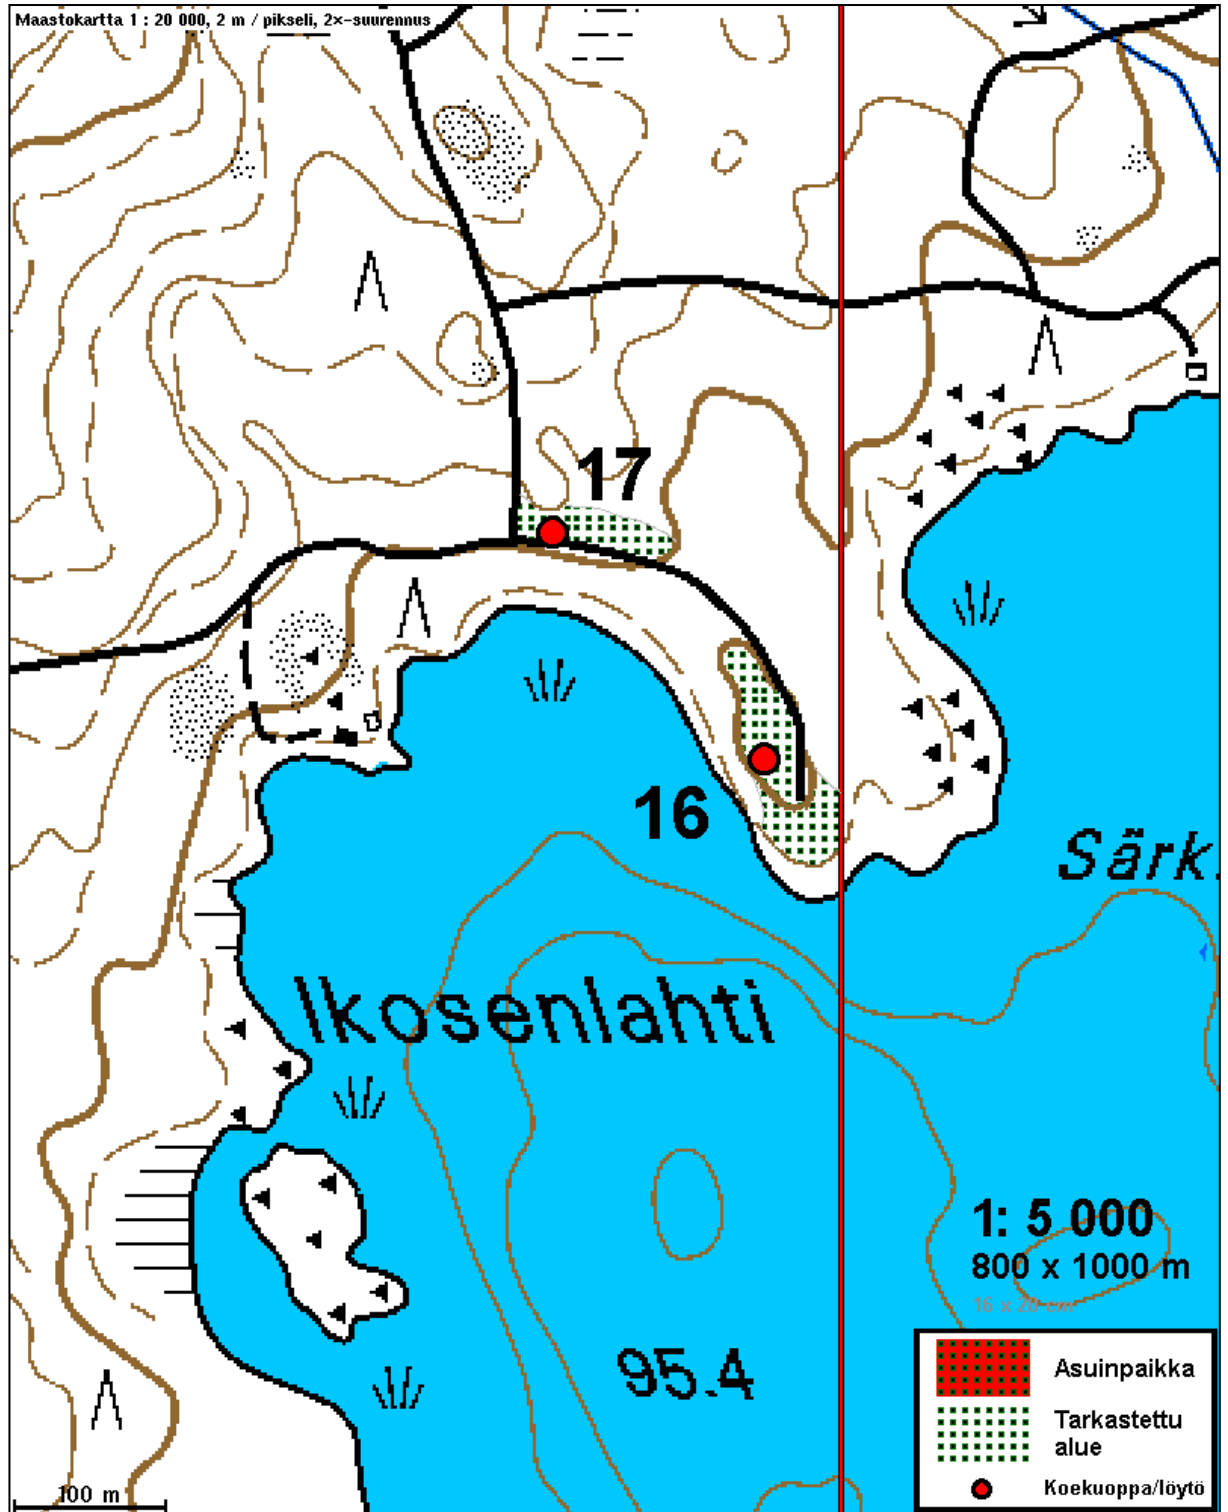 Maastokartta 1 : 20 000, 2 m / pikseli, 2×-suurennus
17
16
Särk.
Ikosenlahti
1: 5 000
800 x 1000 m
16 x 20 cm
95.4
Asuinpaikka
Tarkastettu
alue
Koekuoppa/löytö
100 m